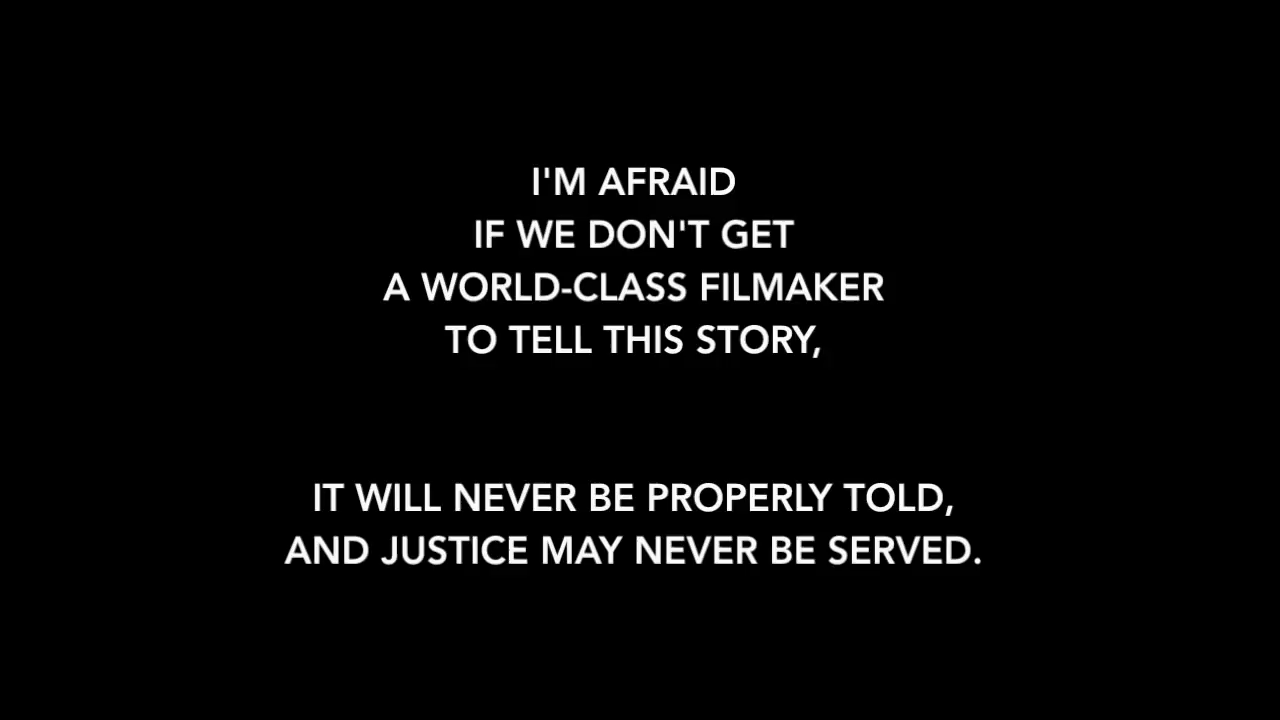 I'M AFRAID
IF WE DON'T GET
A WORLD-CLASS FILMAKER
TO TELL THIS STORY,
IT WILL NEVER BE PROPERLY TOLD,
AND JUSTICE MAY NEVER BE SERVED.